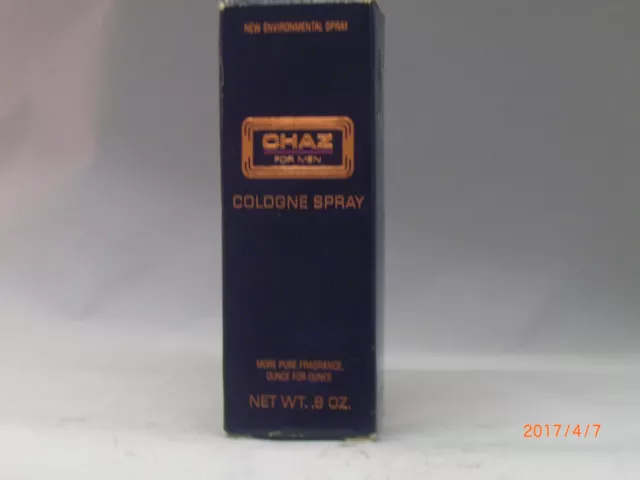 NEW ENVIRONMENTAL SPRAY
CHAZ
FOR MEN
COLOGNE SPRAY
MORE PURE FRAGRANCE,
OUNCE FOR OUNCE
NET WT. .8 OZ.
2017/4/7